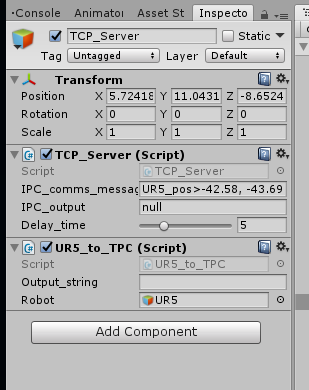 Console Animator Asset St Inspecto
TCP_Server Static
Tag Untagged Layer Default
Transform
Position X 5.72418 Y 11.0431 Z -8.6524
Rotation X 0 Y 0 Z 0
Scale X 1 Y 1 Z 1
TCP_Server (Script)
Script TCP_Server
IPC_comms_messag UR5_pos>-42.58, -43.69
IPC_output null
Delay_time 5
UR5_to_TPC (Script)
Script UR5_to_TPC
Output_string
Robot UR5
Add Component